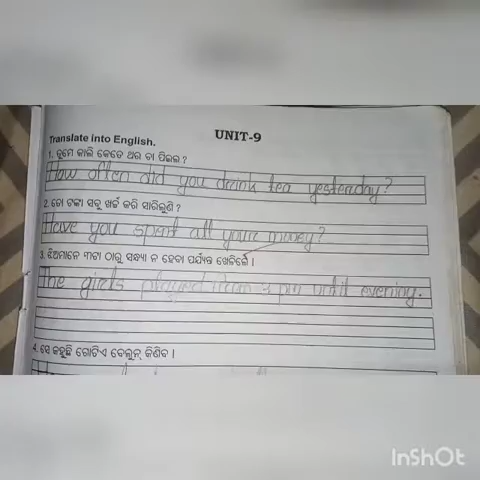 UNIT-9
Translate into English.
1. ତୁମେ କାଲି କେତେ ଥର ଚା ପିଇଲ ?
How often did you drink tea yesterday?
2. ତୋ ଟଙ୍କା ସବୁ ଖର୍ଚ୍ଚ କରି ସାରିଲୁଣି ?
Have you spent all your money?
3. ଝିଅମାନେ ୩ଟା ଠାରୁ ସନ୍ଧ୍ୟା ନ ହେବା ପର୍ଯ୍ୟନ୍ତ ଖେଳିଲେ ।
The girls played from 3 pm until evening.
4. ସେ କହୁଛି ଗୋଟିଏ ବେଲୁନ୍ କିଣିବ ।
InShOt